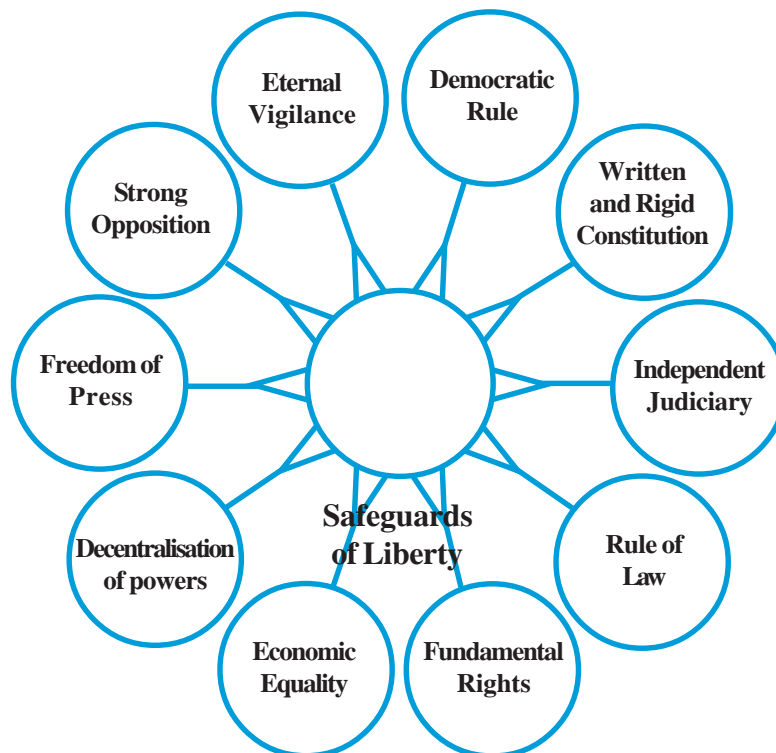 Eternal
Vigilance
Democratic
Rule
Written
and Rigid
Constitution
Strong
Opposition
Freedom of
Press
Independent
Judiciary
Decentralisation
of powers
Safeguards
of Liberty
Rule of
Law
Economic
Equality
Fundamental
Rights